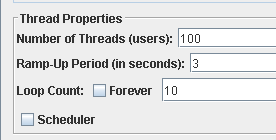 Thread Properties
Number of Threads (users): 100
Ramp-Up Period (in seconds): 3
Loop Count: Forever 10
Scheduler